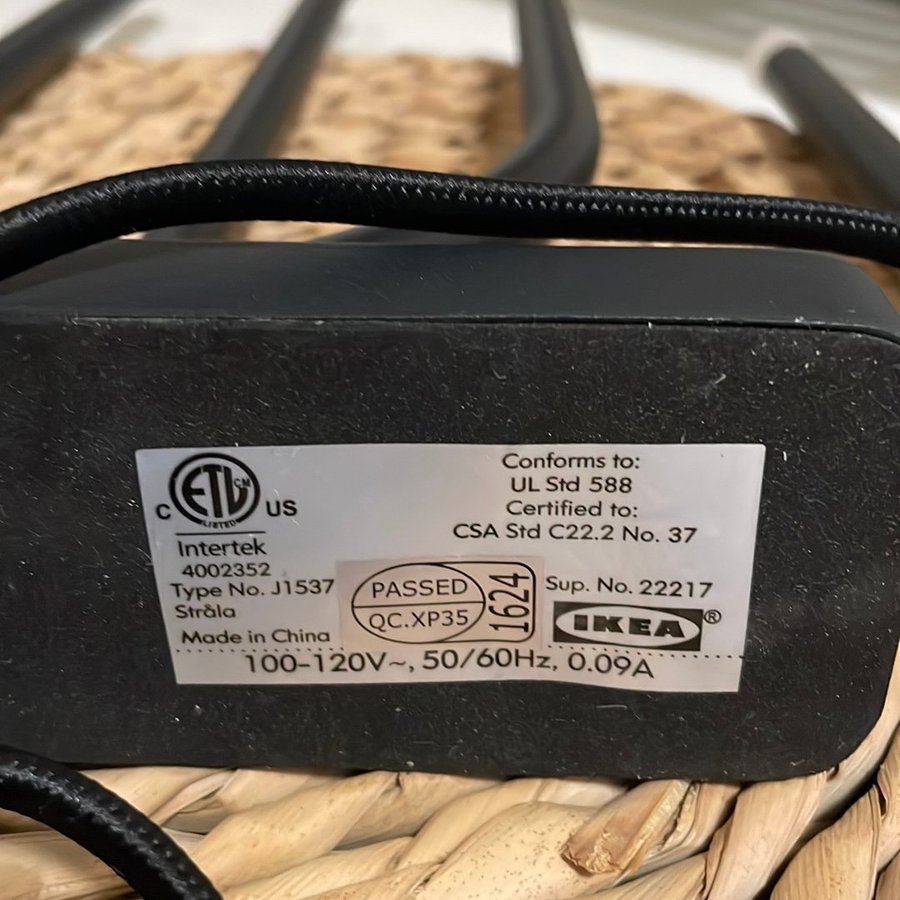 C ETL CM LISTED US
Intertek
4002352
Type No. J1537
Stråla
Made in China
Conforms to:
UL Std 588
Certified to:
CSA Std C22.2 No. 37
PASSED
QC.XP35
1624
Sup. No. 22217
IKEA®
100-120V~, 50/60Hz, 0.09A